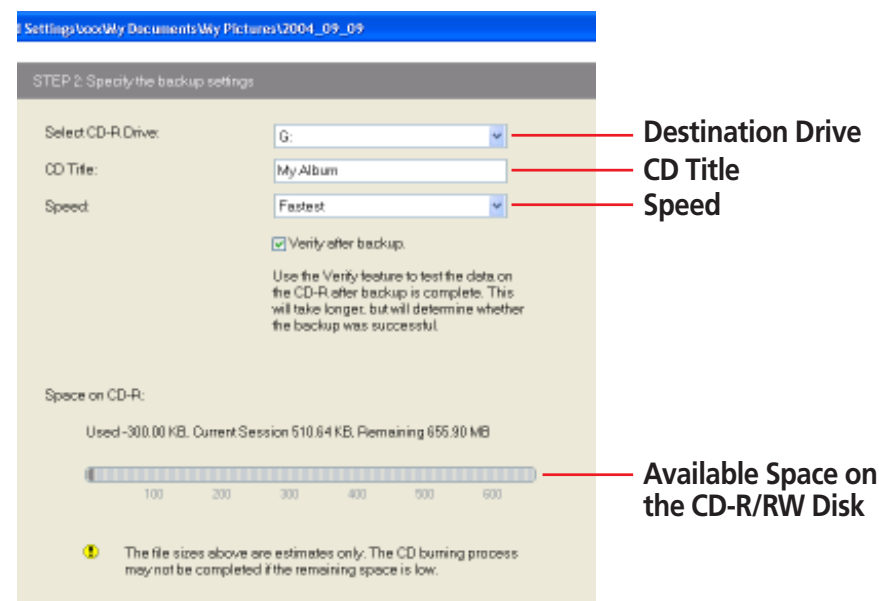 d Settings\xxx\My Documents\My Pictures\2004_09_09
STEP 2: Specify the backup settings
Select CD-R Drive:
G:
Destination Drive
CD Title:
My Album
CD Title
Speed:
Fastest
Speed
Verify after backup.
Use the Verify feature to test the data on
the CD-R after backup is complete. This
will take longer, but will determine whether
the backup was successful.
Space on CD-R:
Used -300.00 KB, Current Session 510.64 KB, Remaining 655.90 MB
Available Space on
the CD-R/RW Disk
100 200 300 400 500 600
The file sizes above are estimates only. The CD burning process
may not be completed if the remaining space is low.